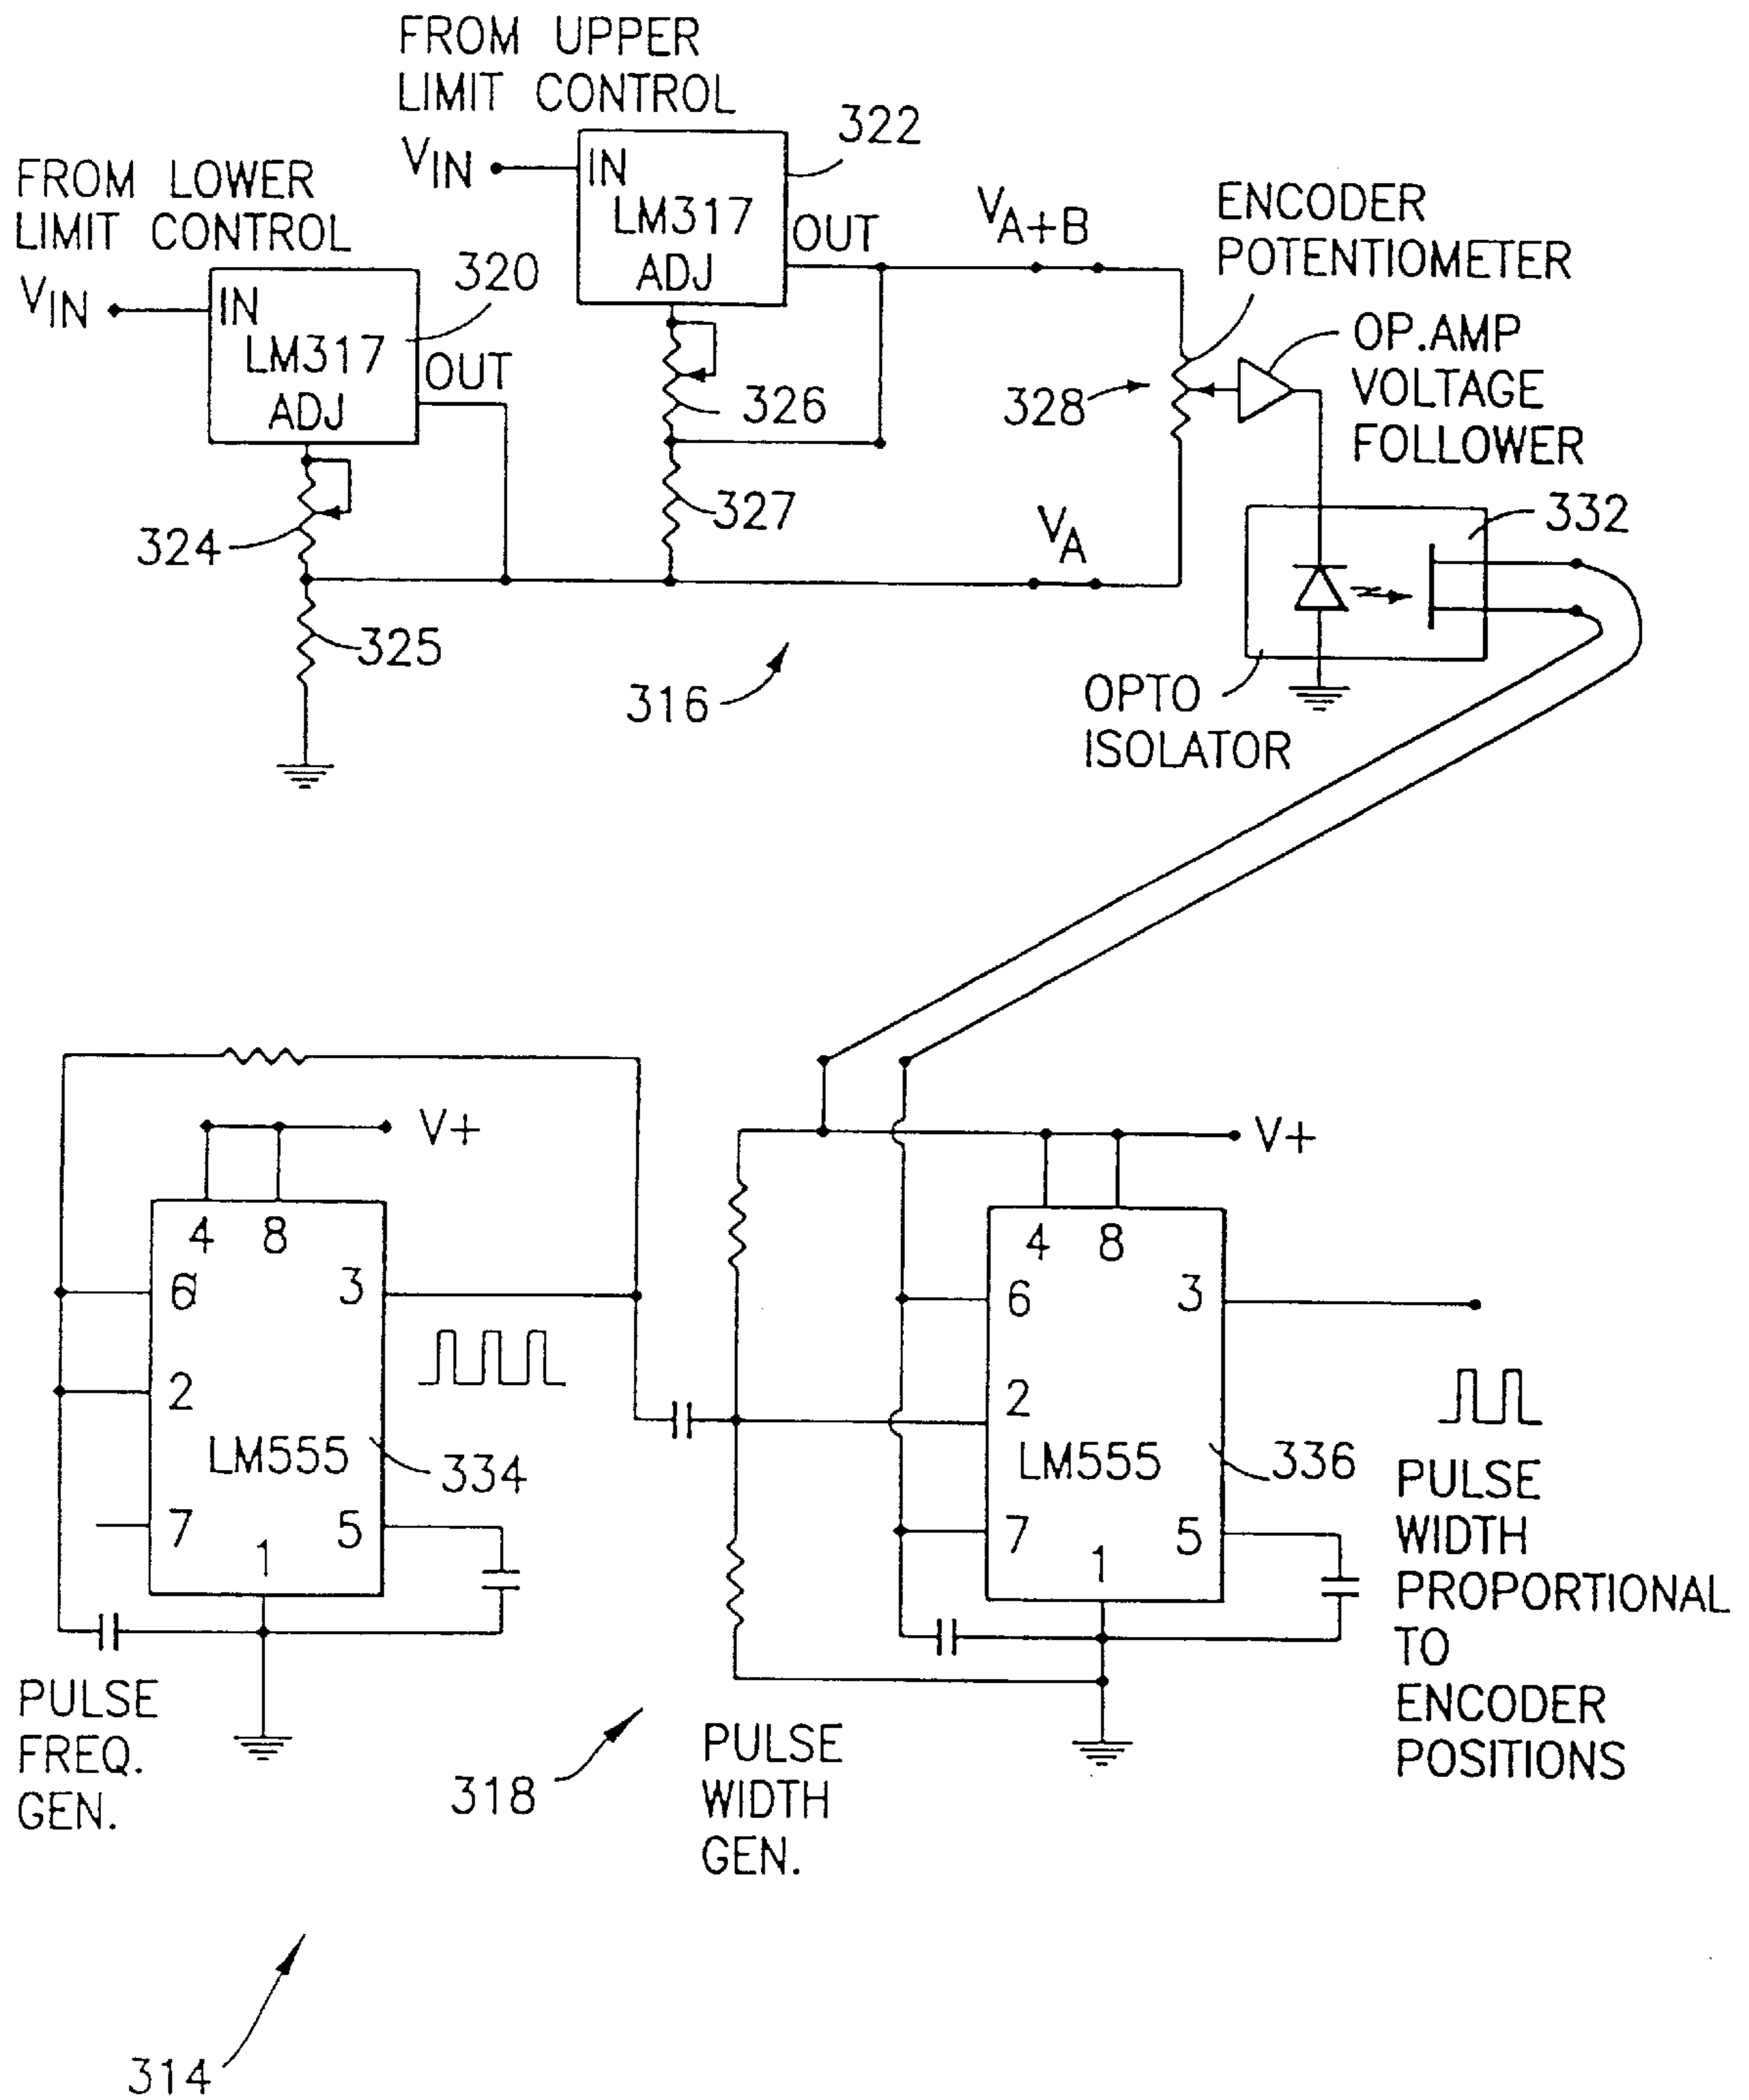 FROM UPPER
LIMIT CONTROL
322
VIN
IN
LM317
OUT
ADJ
FROM LOWER
LIMIT CONTROL
320
VIN
IN
LM317
OUT
ADJ
VA+B
ENCODER
POTENTIOMETER
OP.AMP
VOLTAGE
FOLLOWER
328
326
327
324
325
VA
332
316
OPTO
ISOLATOR
V+
4 8
6 3
2
LM555
334
7 5
1
PULSE
FREQ.
GEN.
318
V+
4 8
6 3
2
LM555
336
7 5
1
PULSE
WIDTH
GEN.
PULSE
WIDTH
PROPORTIONAL
TO
ENCODER
POSITIONS
314